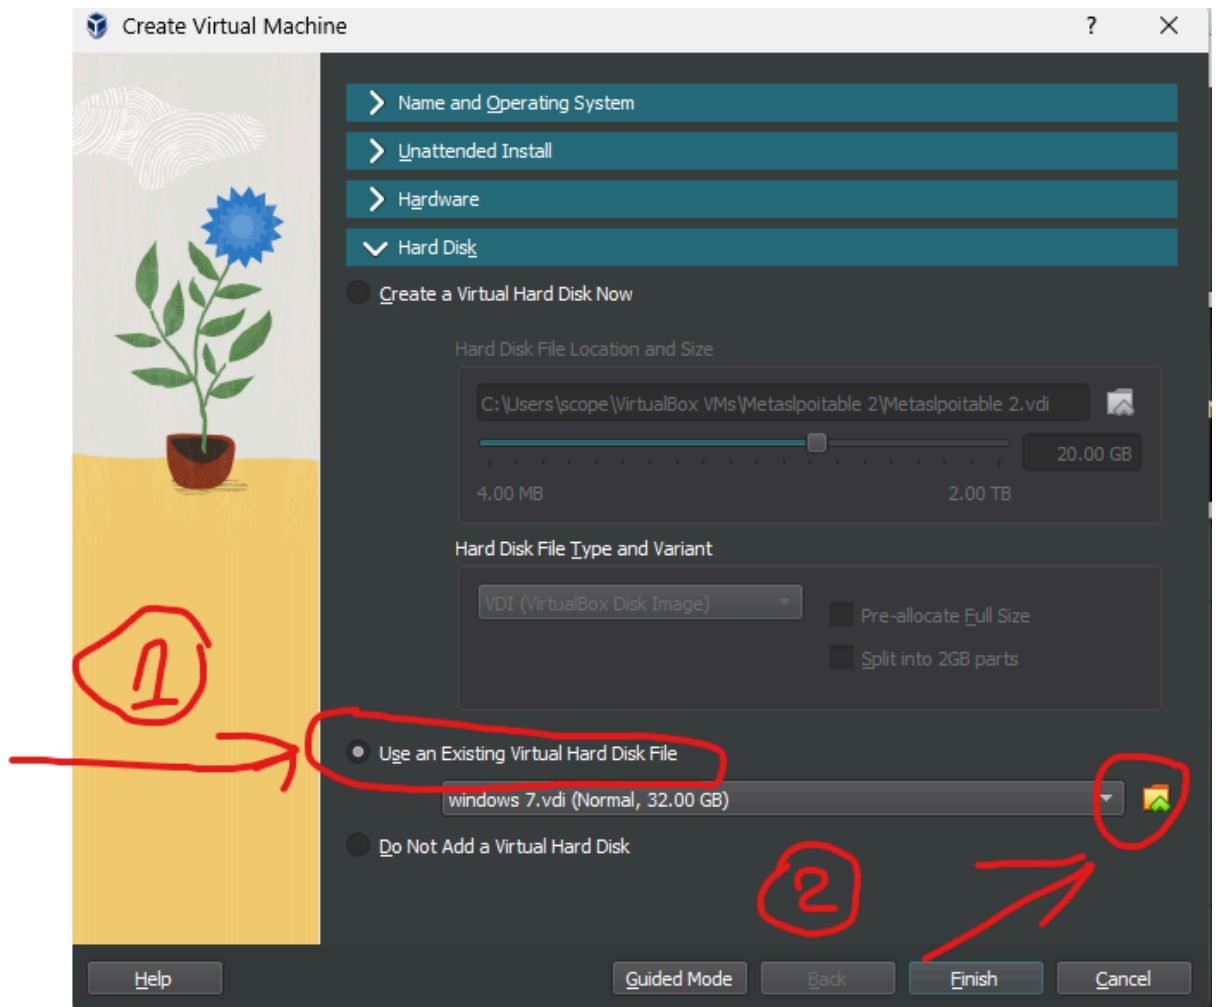 Create Virtual Machine ?
Name and Operating System
Unattended Install
Hardware
Hard Disk
Create a Virtual Hard Disk Now
Hard Disk File Location and Size
C:\Users\scope\VirtualBox VMs\Metaslpoitable 2\Metaslpoitable 2.vdi
20.00 GB
4.00 MB 2.00 TB
Hard Disk File Type and Variant
VDI (VirtualBox Disk Image)
Pre-allocate Full Size
Split into 2GB parts
1
Use an Existing Virtual Hard Disk File
windows 7.vdi (Normal, 32.00 GB)
Do Not Add a Virtual Hard Disk
2
Help Guided Mode Back Finish Cancel